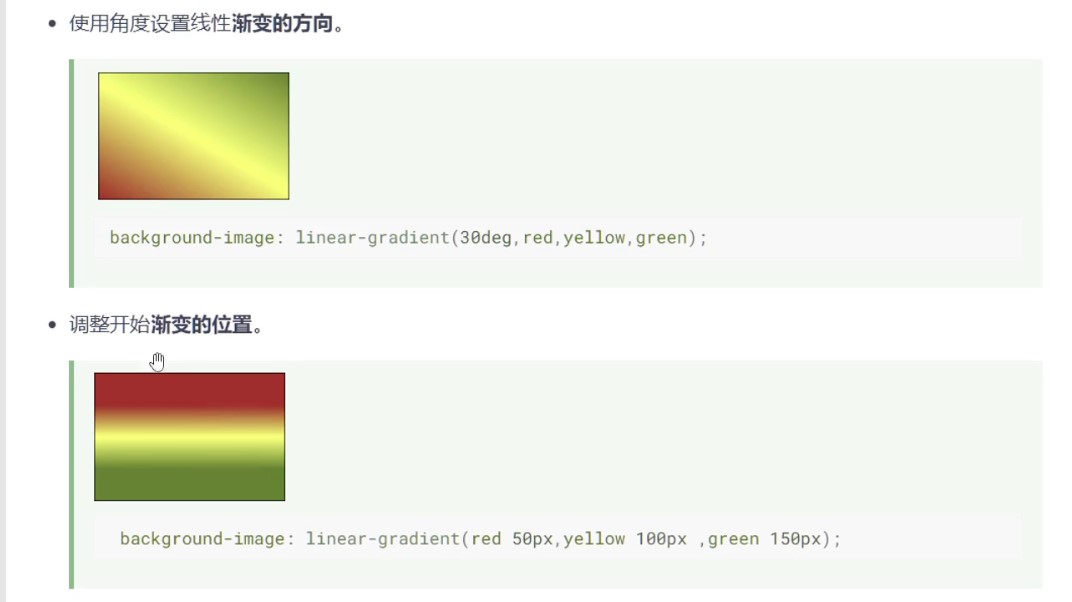 使用角度设置线性渐变的方向。
background-image: linear-gradient(30deg,red,yellow,green);
调整开始渐变的位置。
background-image: linear-gradient(red 50px,yellow 100px ,green 150px);